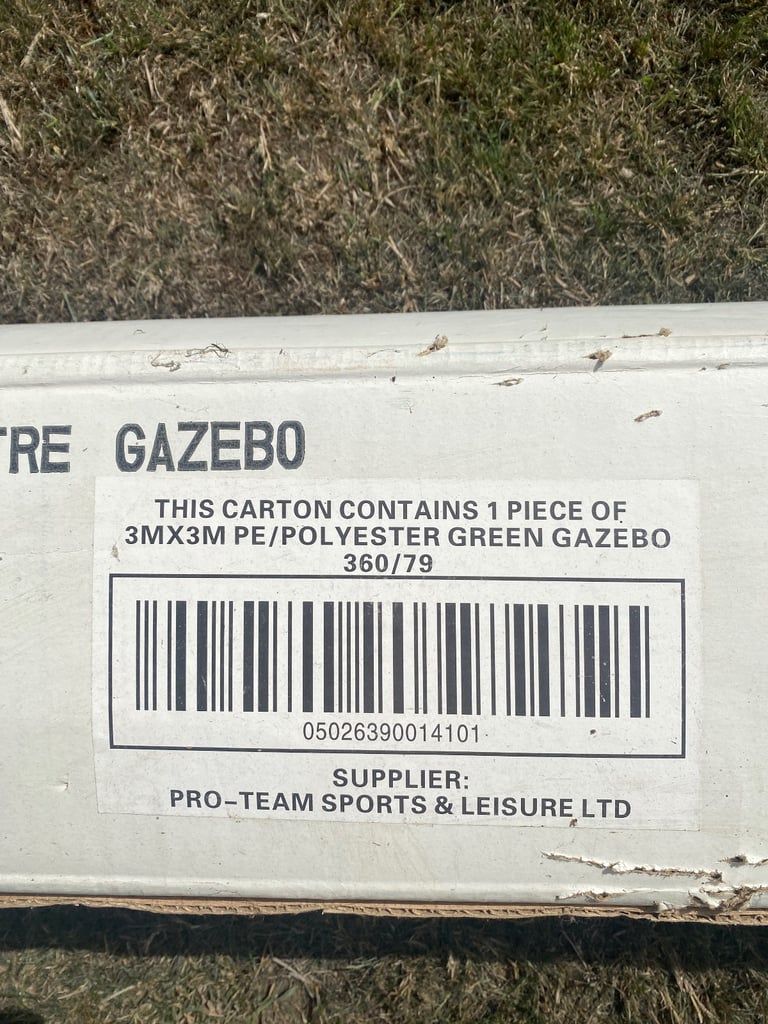 TRE GAZEBO
THIS CARTON CONTAINS 1 PIECE OF
3MX3M PE/POLYESTER GREEN GAZEBO
360/79
05026390014101
SUPPLIER:
PRO-TEAM SPORTS & LEISURE LTD